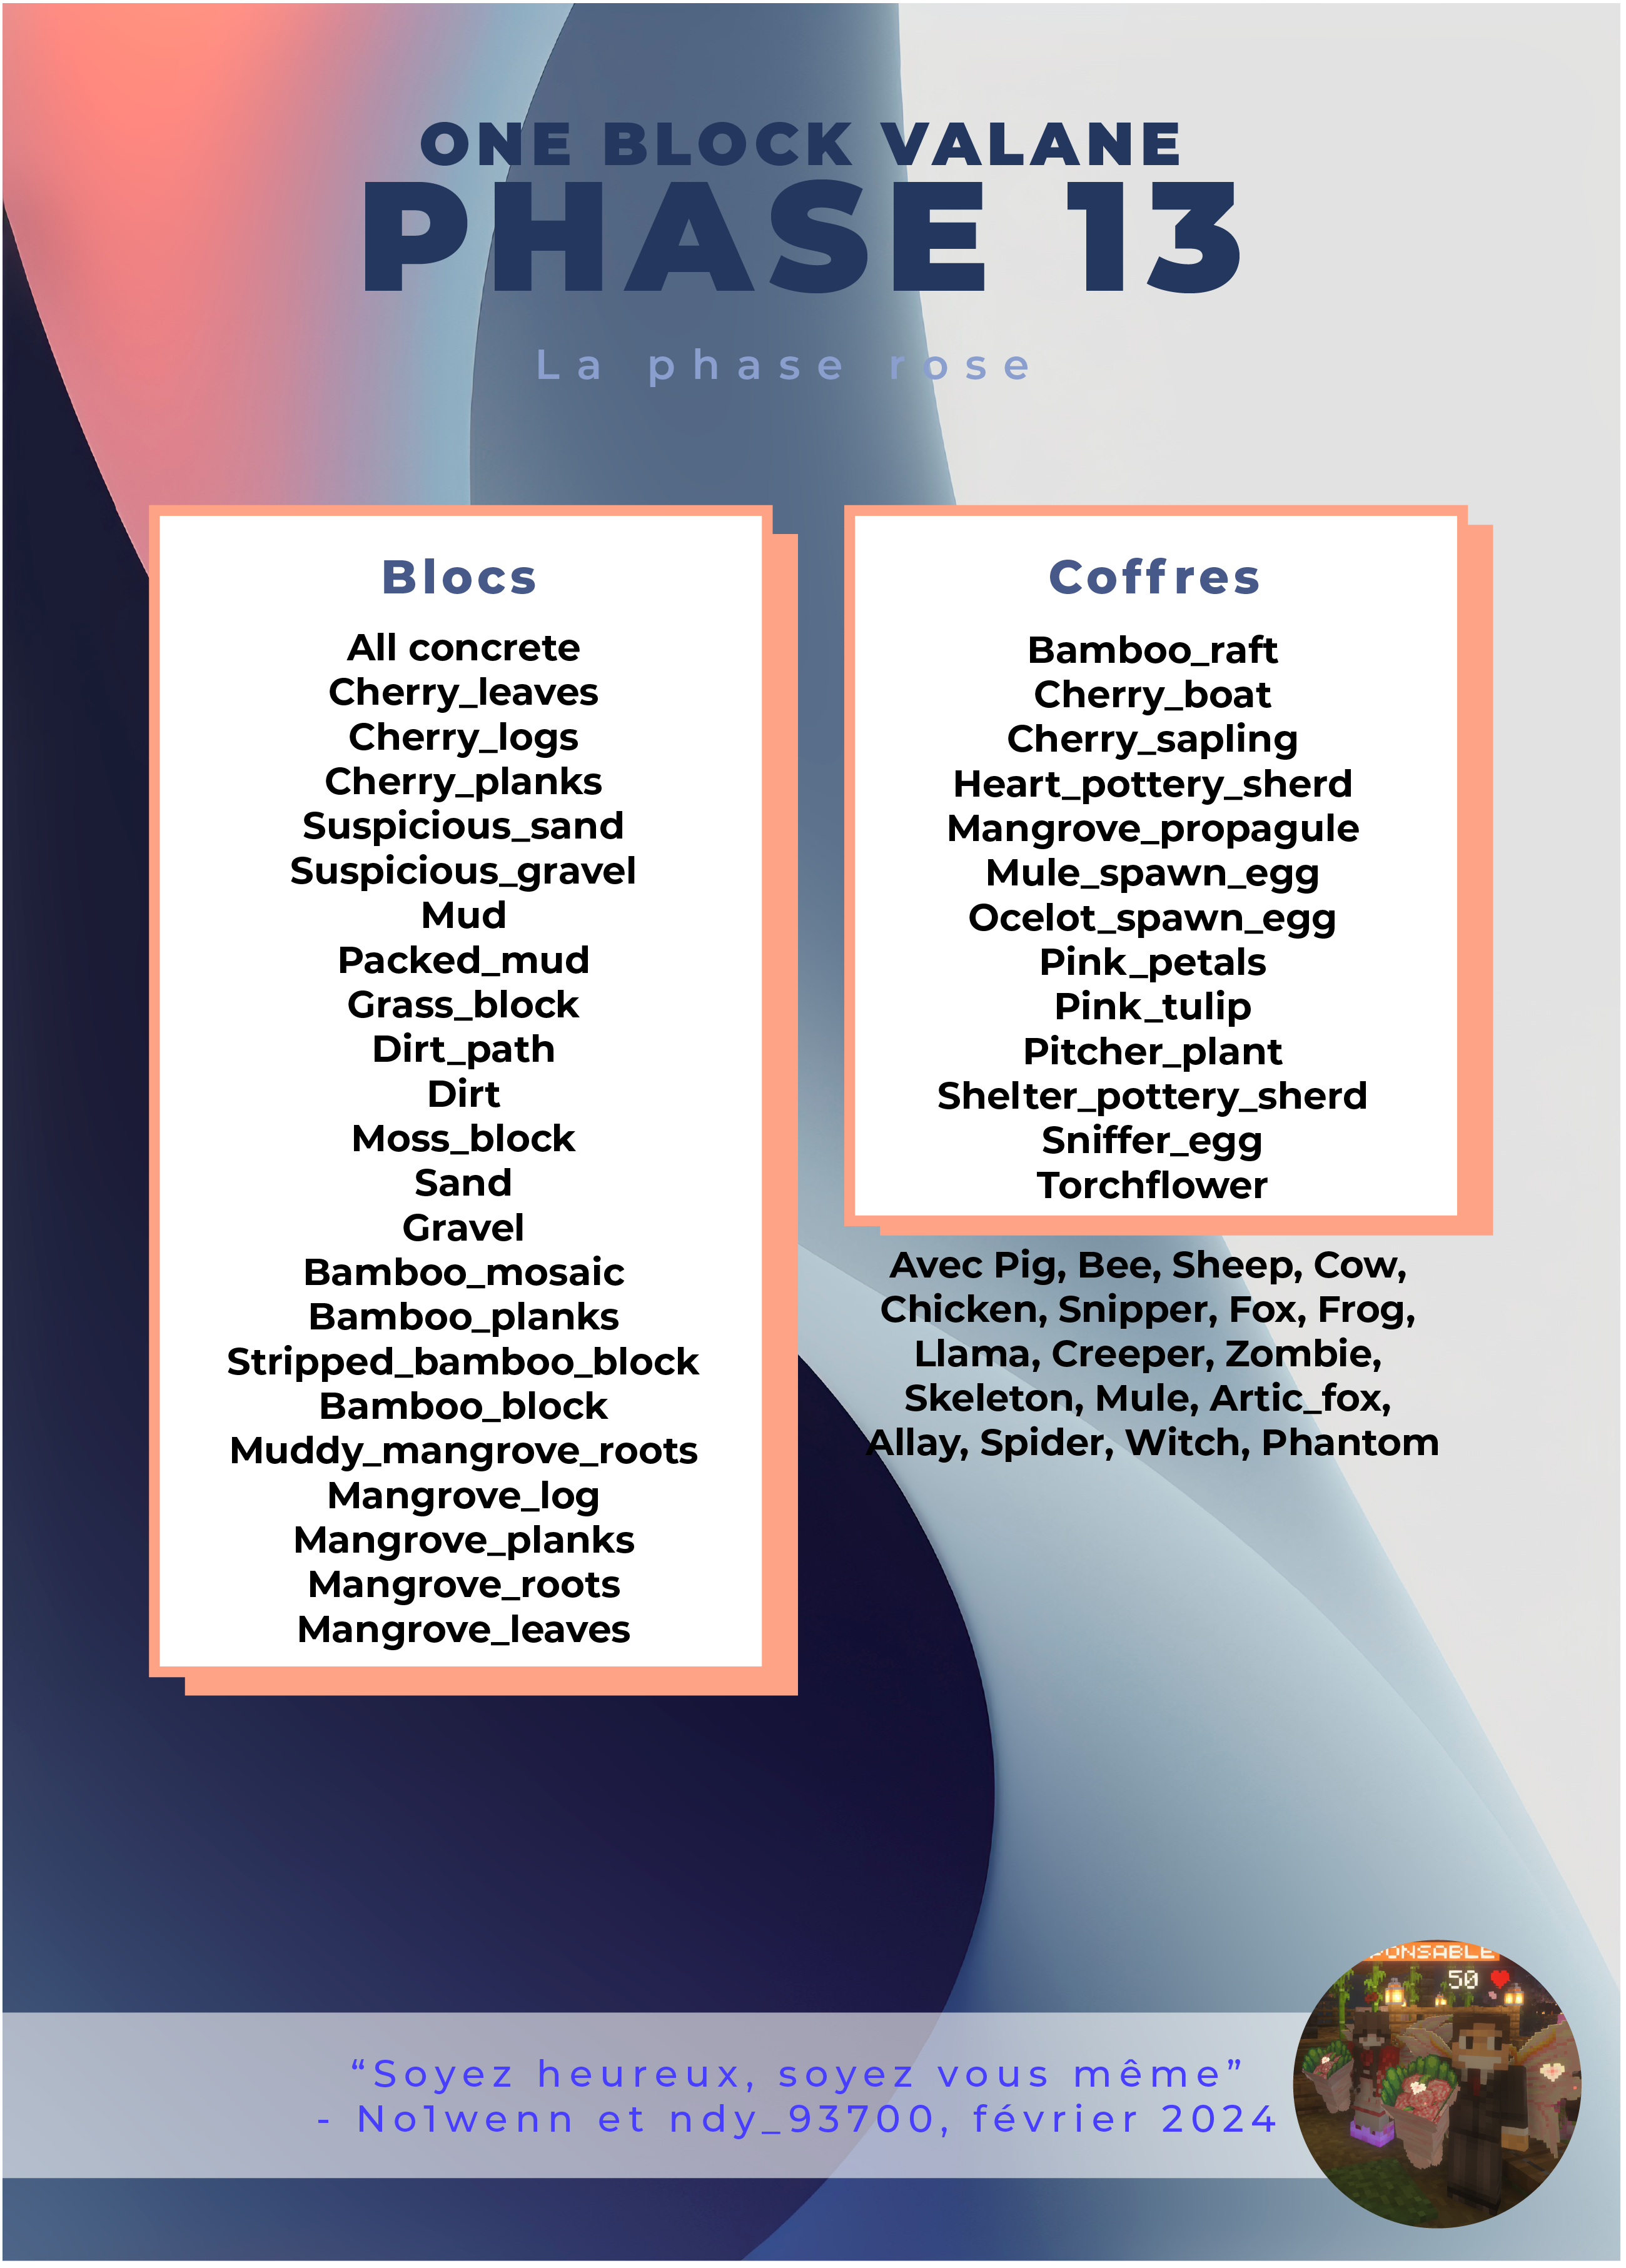 ONE BLOCK VALANE
PHASE 13
La phase rose
Blocs
All concrete
Cherry_leaves
Cherry_logs
Cherry_planks
Suspicious_sand
Suspicious_gravel
Mud
Packed_mud
Grass_block
Dirt_path
Dirt
Moss_block
Sand
Gravel
Bamboo_mosaic
Bamboo_planks
Stripped_bamboo_block
Bamboo_block
Muddy_mangrove_roots
Mangrove_log
Mangrove_planks
Mangrove_roots
Mangrove_leaves
Coffres
Bamboo_raft
Cherry_boat
Cherry_sapling
Heart_pottery_sherd
Mangrove_propagule
Mule_spawn_egg
Ocelot_spawn_egg
Pink_petals
Pink_tulip
Pitcher_plant
Shelter_pottery_sherd
Sniffer_egg
Torchflower
Avec Pig, Bee, Sheep, Cow,
Chicken, Snipper, Fox, Frog,
Llama, Creeper, Zombie,
Skeleton, Mule, Artic_fox,
Allay, Spider, Witch, Phantom
PONSABLE
50
“Soyez heureux, soyez vous même”
- No1wenn et ndy_93700, février 2024